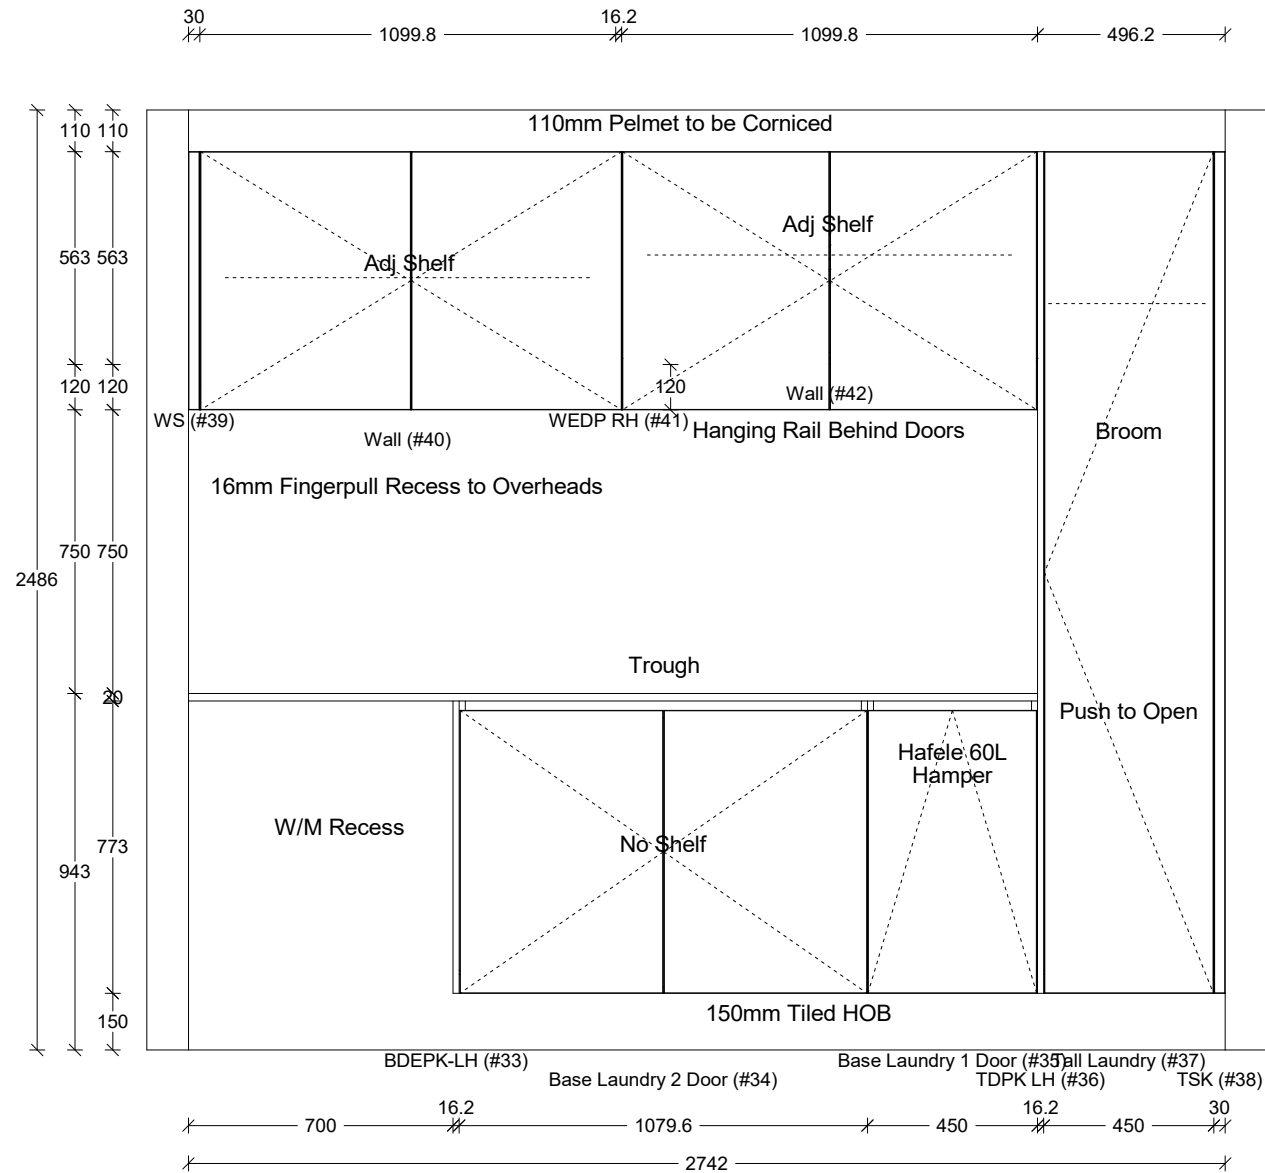 30
16.2
1099.8
1099.8
496.2
110
110
110mm Pelmet to be Corniced
563
563
Adj Shelf
Adj Shelf
120
120
120
Wall (#42)
WS (#39)
WEDP RH (#41)
Wall (#40)
Hanging Rail Behind Doors
Broom
16mm Fingerpull Recess to Overheads
750
750
2486
Trough
20
Push to Open
Hafele 60L
Hamper
W/M Recess
773
No Shelf
943
150mm Tiled HOB
150
BDEPK-LH (#33)
Base Laundry 1 Door (#35)
Tall Laundry (#37)
Base Laundry 2 Door (#34)
TDPK LH (#36)
TSK (#38)
16.2
16.2
30
700
1079.6
450
450
2742